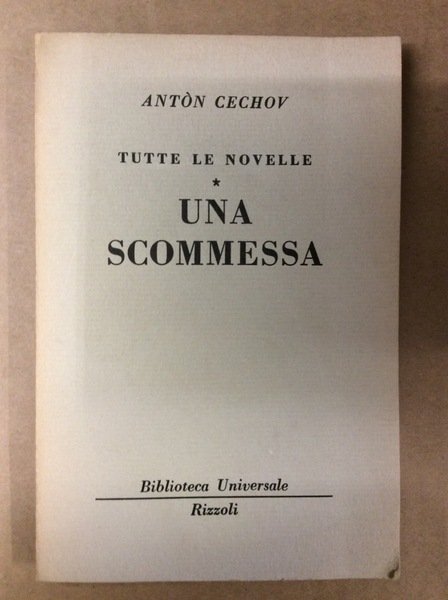 ANTÒN CECHOV
TUTTE LE NOVELLE
*
UNA
SCOMMESSA
Biblioteca Universale
Rizzoli